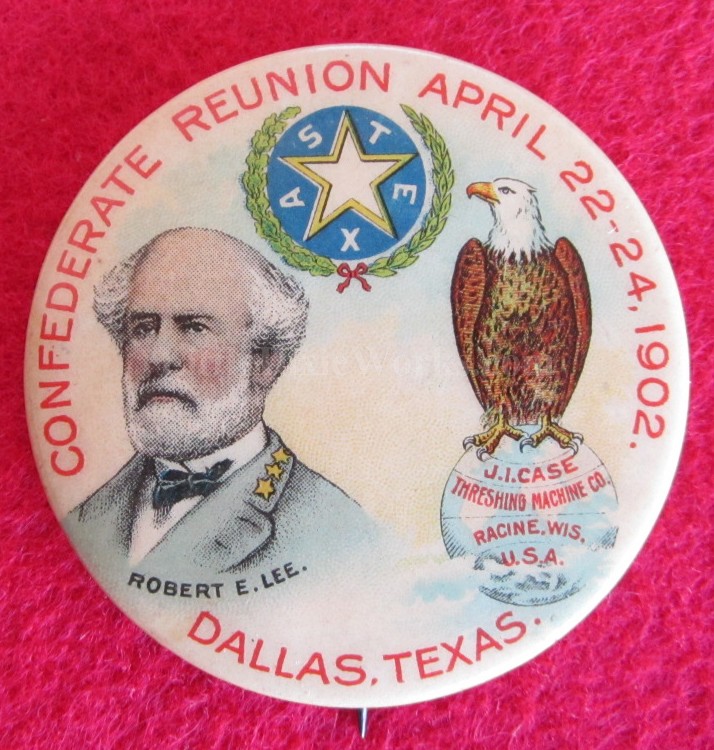 CONFEDERATE REUNION APRIL 22-24, 1902.
TEXAS
J.I. CASE
THRESHING MACHINE CO.
RACINE, WIS.
U.S.A.
ROBERT E. LEE.
DALLAS, TEXAS.